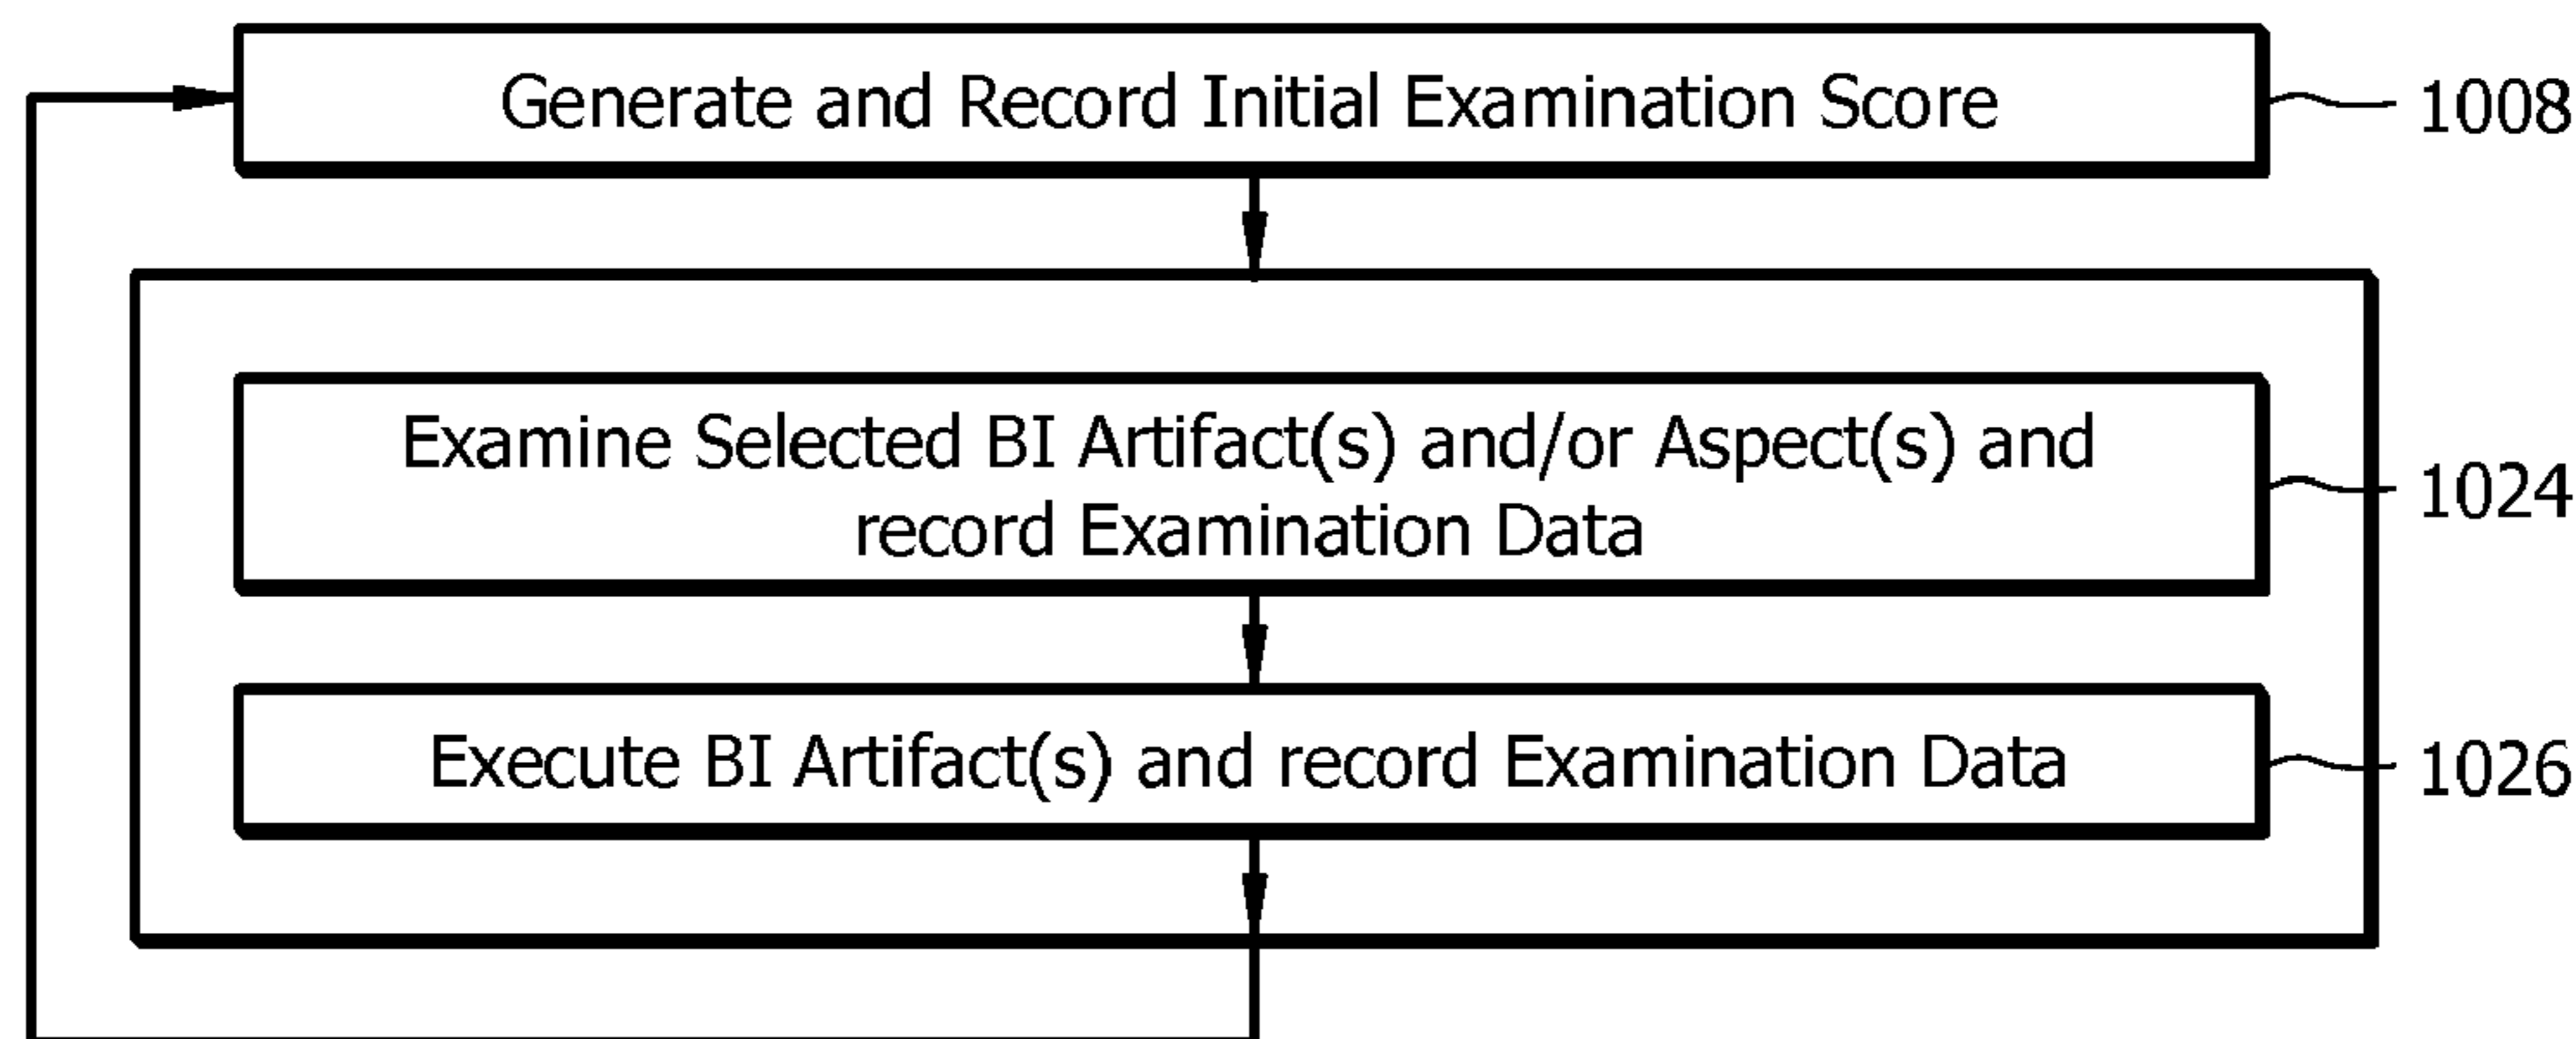 Generate and Record Initial Examination Score
1008
Examine Selected BI Artifact(s) and/or Aspect(s) and
record Examination Data
1024
Execute BI Artifact(s) and record Examination Data
1026